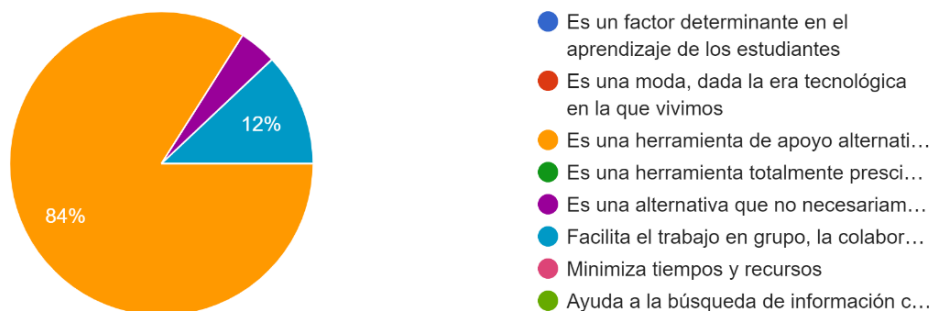 84%
12%
Es un factor determinante en el
aprendizaje de los estudiantes
Es una moda, dada la era tecnológica
en la que vivimos
Es una herramienta de apoyo alternati...
Es una herramienta totalmente presci...
Es una alternativa que no necesariam...
Facilita el trabajo en grupo, la colabor...
Minimiza tiempos y recursos
Ayuda a la búsqueda de información c...